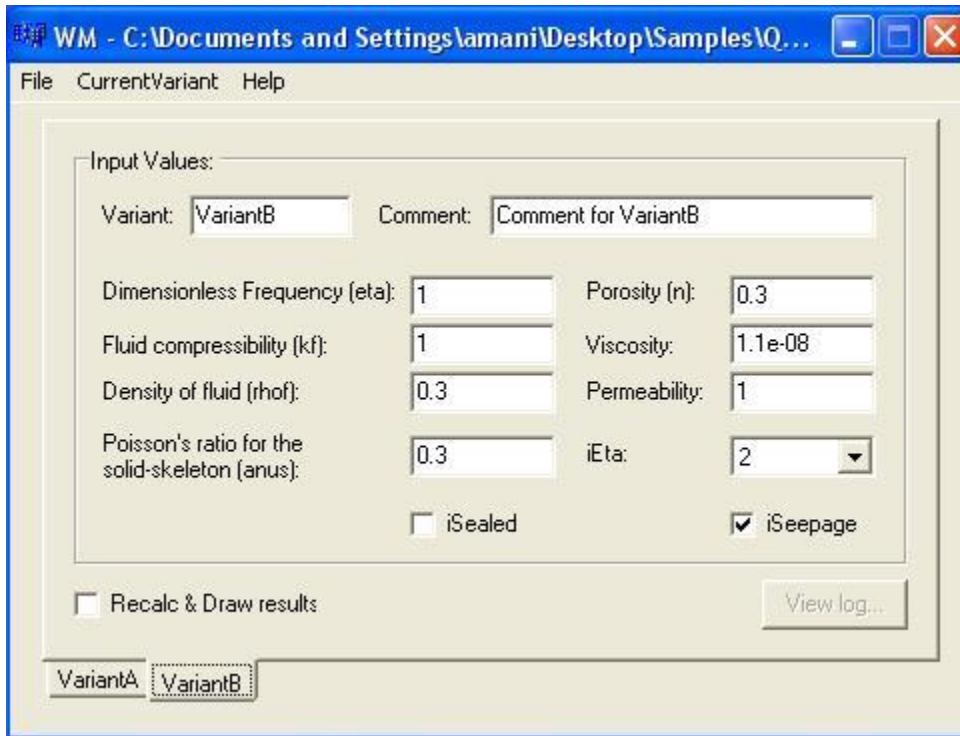 WM - C:\Documents and Settings\amani\Desktop\Samples\Q...
File CurrentVariant Help
Input Values:
Variant: VariantB Comment: Comment for VariantB
Dimensionless Frequency (eta): 1 Porosity (n): 0.3
Fluid compressibility (kf): 1 Viscosity: 1.1e-08
Density of fluid (rhof): 0.3 Permeability: 1
Poisson's ratio for the
solid-skeleton (anus): 0.3 iEta: 2
iSealed iSeepage
Recalc & Draw results View log...
VariantA VariantB